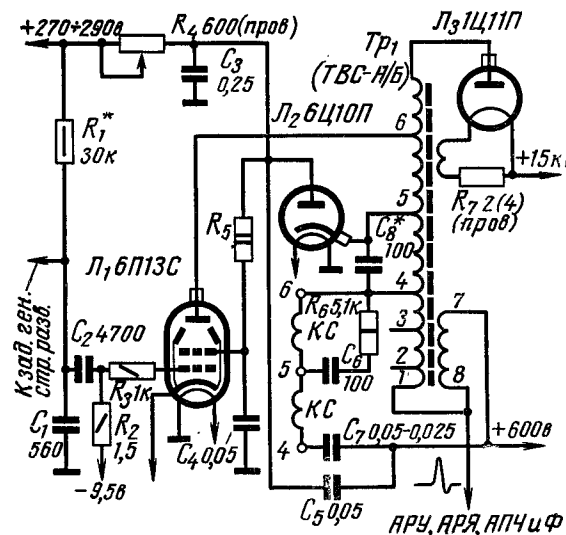 +270÷290в
R4 600(пров)
C3
0,25
Тр1
(ТВС-А/Б)
Л3 1Ц11П
Л2 6Ц10П
6
+15к
R7 2(4)
(пров)
R1*
30к
R5
5
C8*
100
Л1 6П13С
К зад. ген.
стр. разв.
6
4
7
R6 5,1к
КС
3
C2 4700
5
C6
100
2
1
8
R3 1к
C1
560
R2
1,5
C4 0,05
КС
4
C7 0,05-0,025
+600в
-9,5в
C5 0,05
АРУ, АРЯ, АПЧиФ